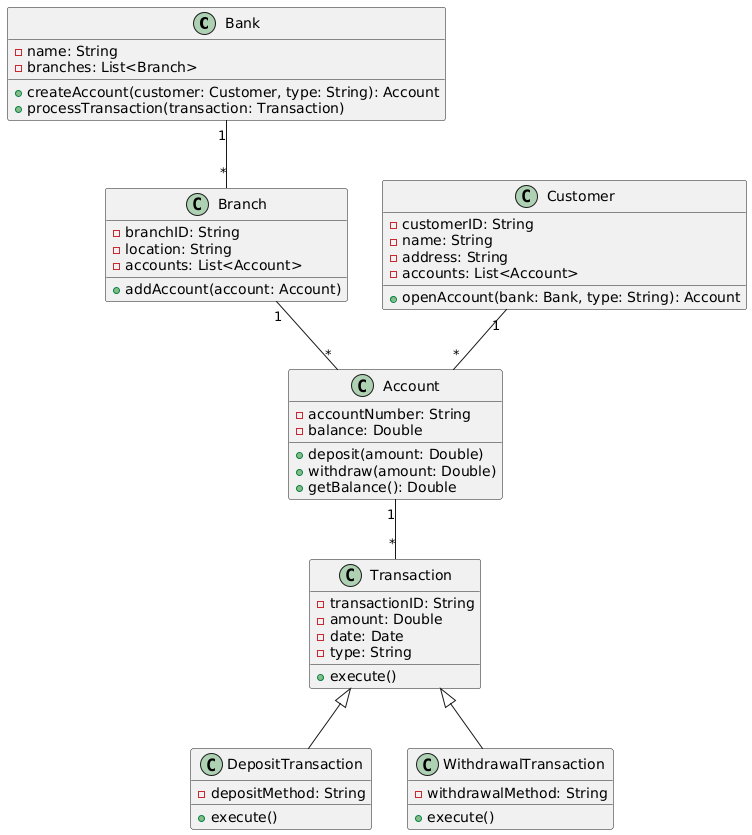 Bank
name: String
branches: List<Branch>
createAccount(customer: Customer, type: String): Account
processTransaction(transaction: Transaction)
1
*
Branch
branchID: String
location: String
accounts: List<Account>
addAccount(account: Account)
Customer
customerID: String
name: String
address: String
accounts: List<Account>
openAccount(bank: Bank, type: String): Account
1
*
1
*
Account
accountNumber: String
balance: Double
deposit(amount: Double)
withdraw(amount: Double)
getBalance(): Double
1
*
Transaction
transactionID: String
amount: Double
date: Date
type: String
execute()
DepositTransaction
depositMethod: String
execute()
WithdrawalTransaction
withdrawalMethod: String
execute()